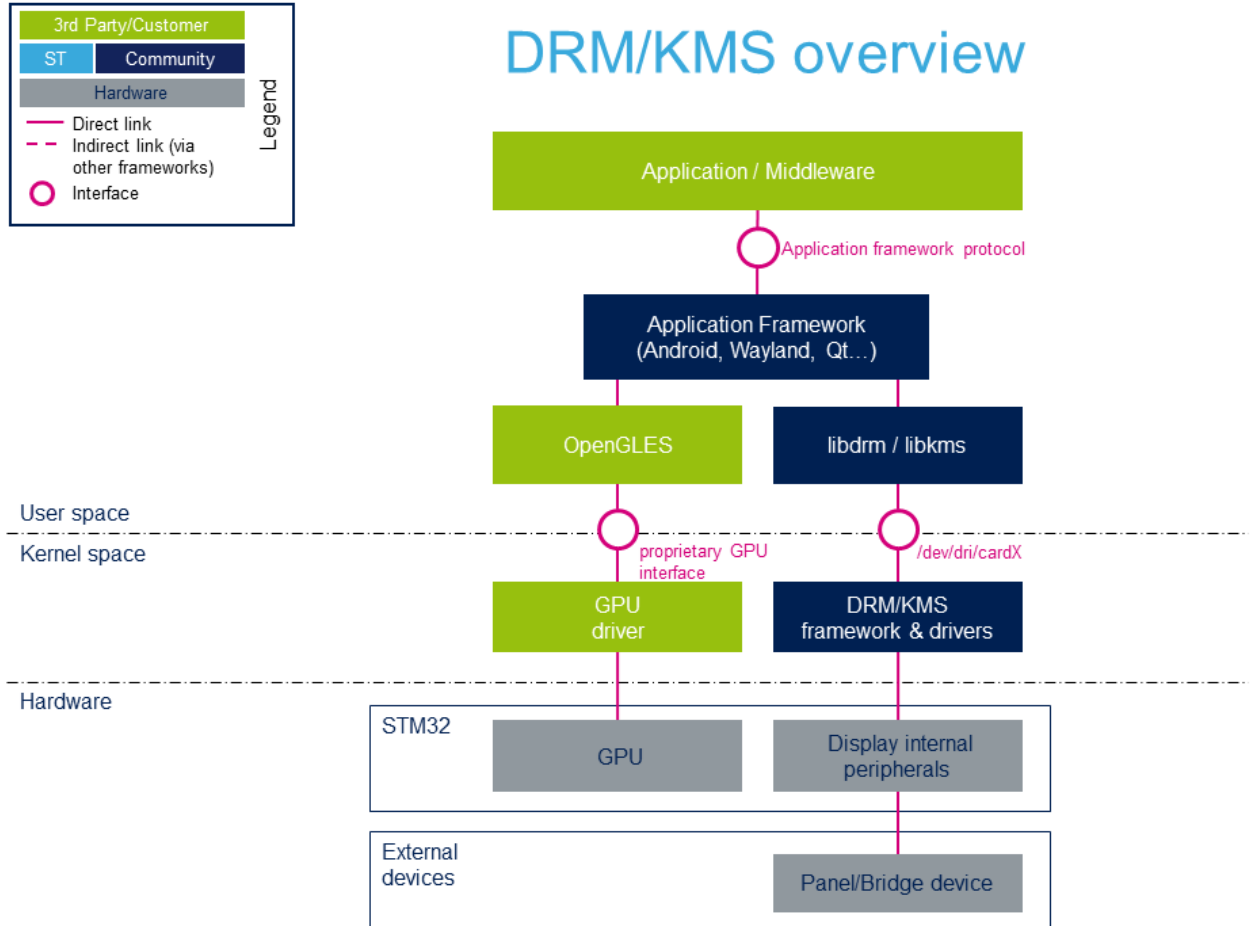 3rd Party/Customer
ST
Community
Hardware
Direct link
Indirect link (via
other frameworks)
Interface
Legend
DRM/KMS overview
Application / Middleware
Application framework protocol
Application Framework
(Android, Wayland, Qt...)
OpenGLES
libdrm / libkms
User space
Kernel space
proprietary GPU
interface
/dev/dri/cardX
GPU
driver
DRM/KMS
framework & drivers
Hardware
STM32
GPU
Display internal
peripherals
External
devices
Panel/Bridge device